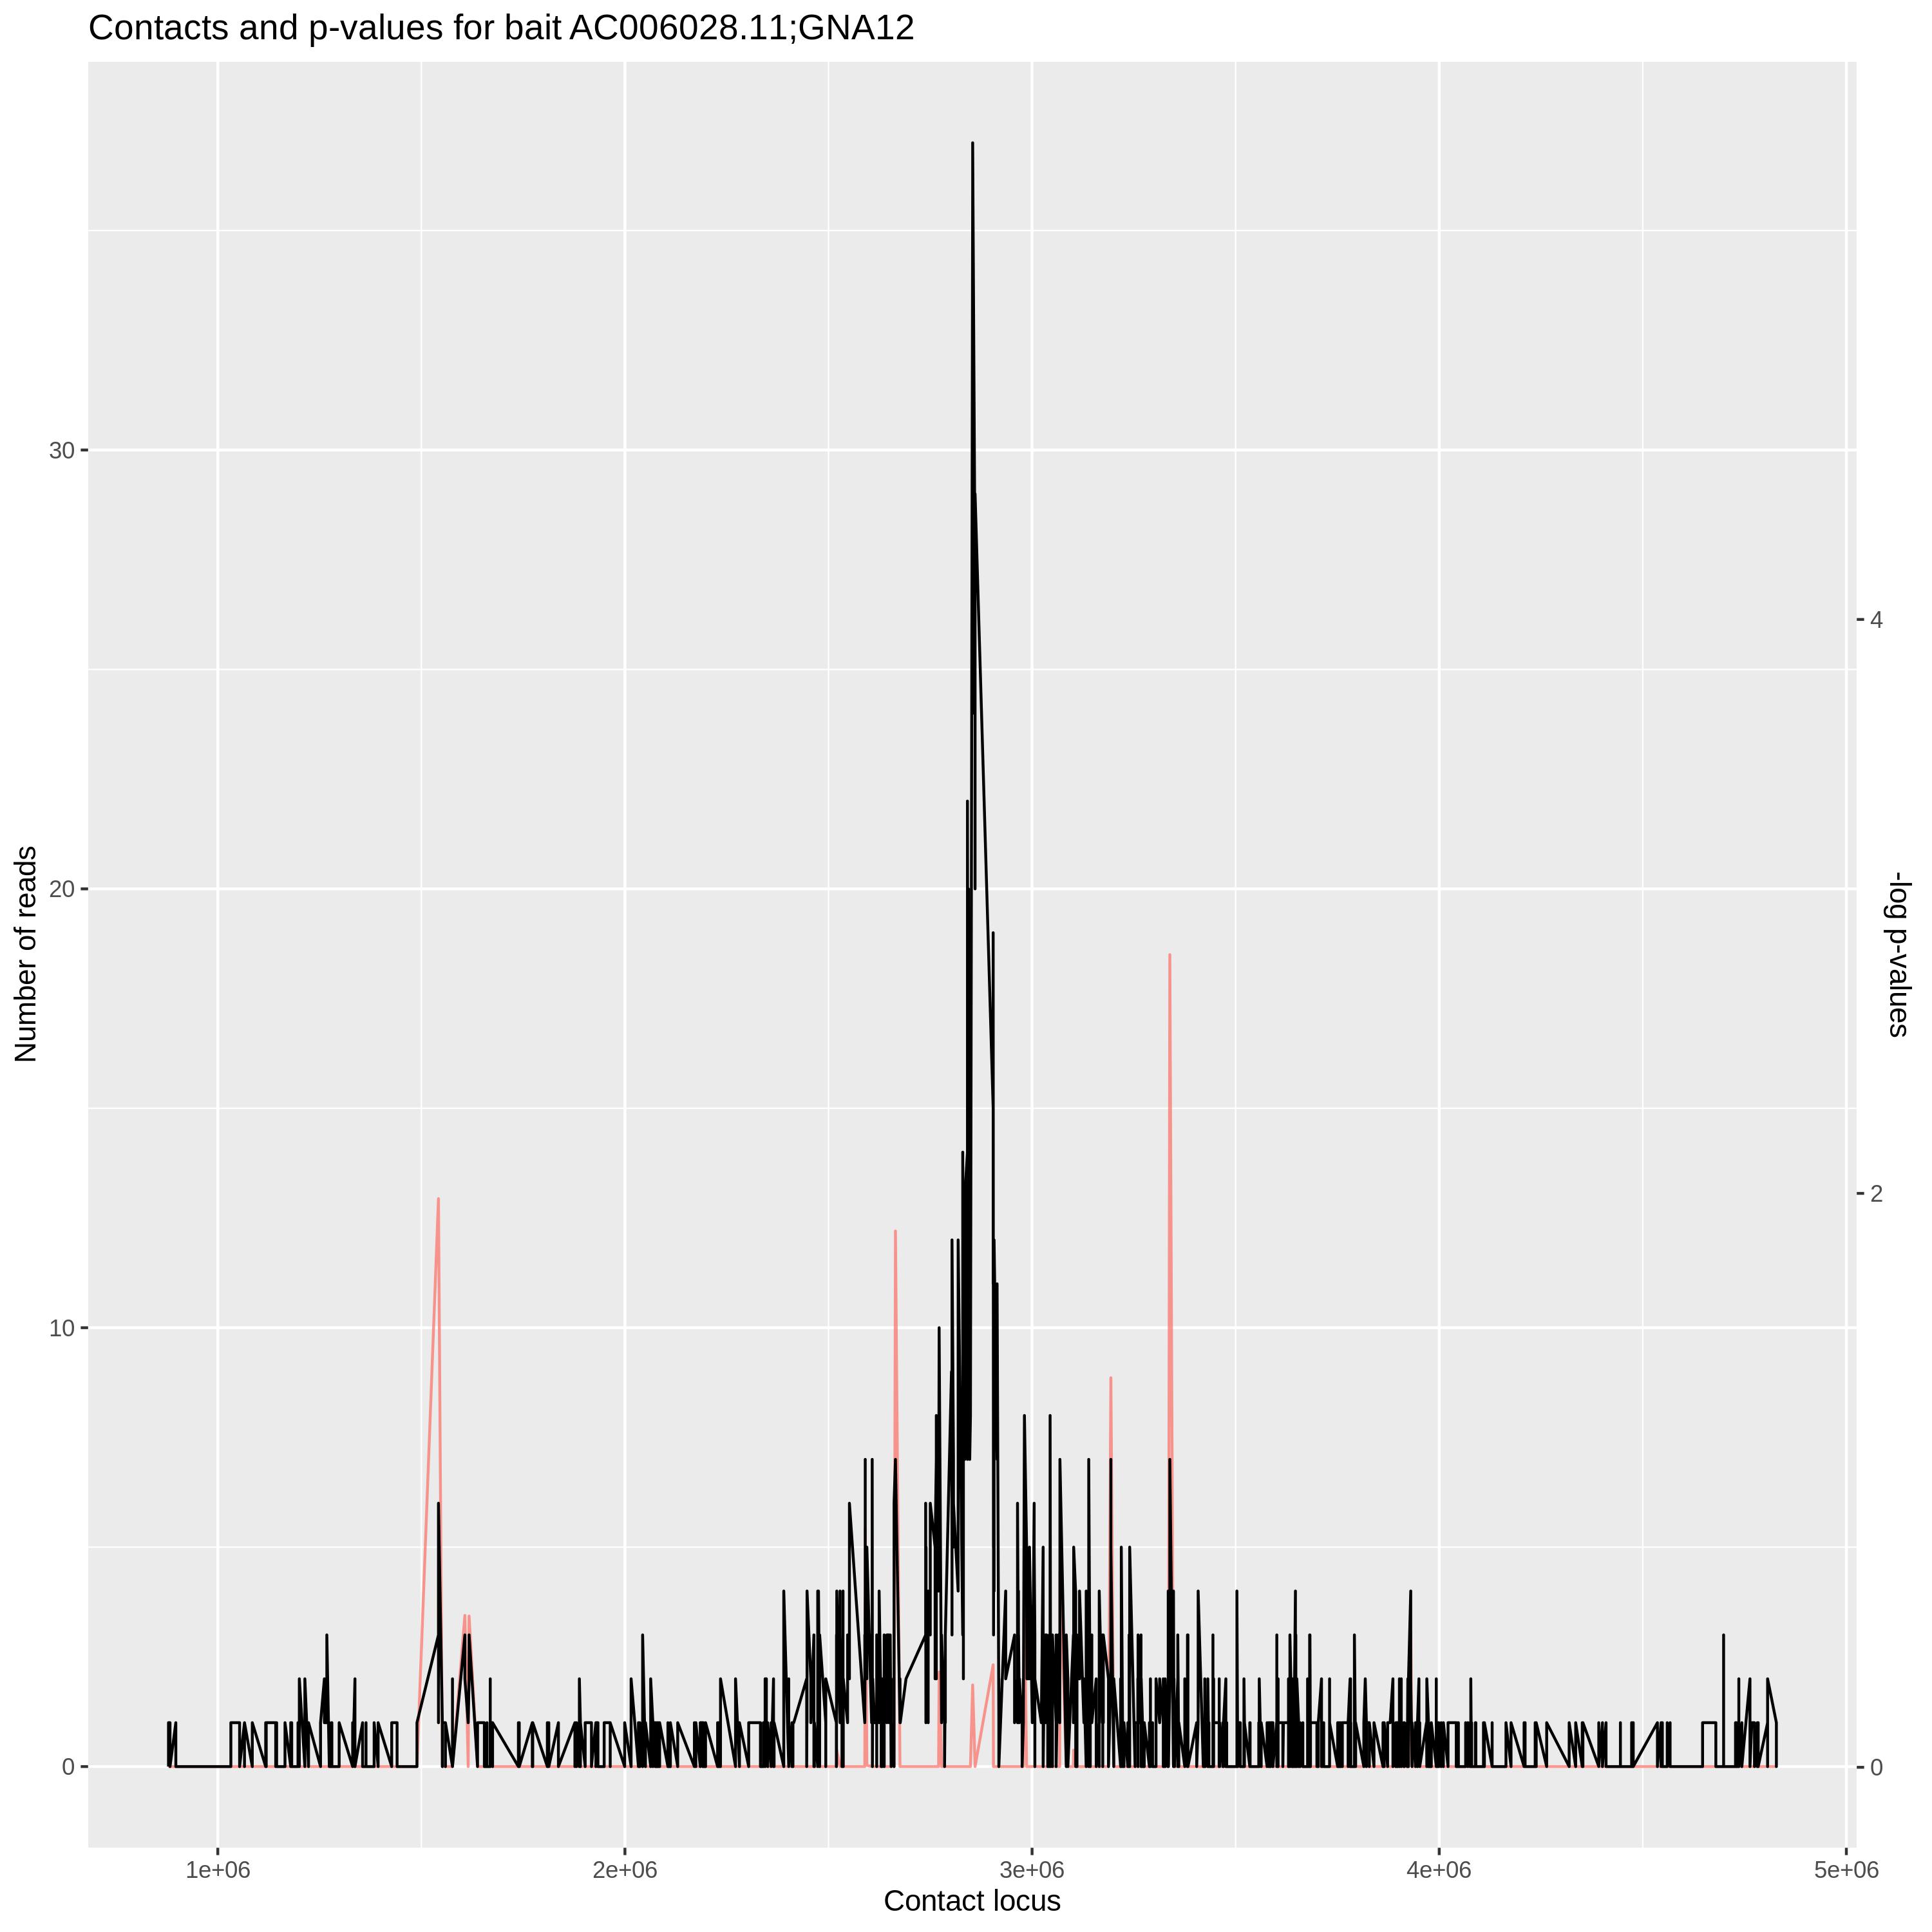 Contacts and p-values for bait AC006028.11;GNA12
30
20
10
0
Number of reads
4
2
0
-log p-values
1e+06
2e+06
3e+06
4e+06
5e+06
Contact locus